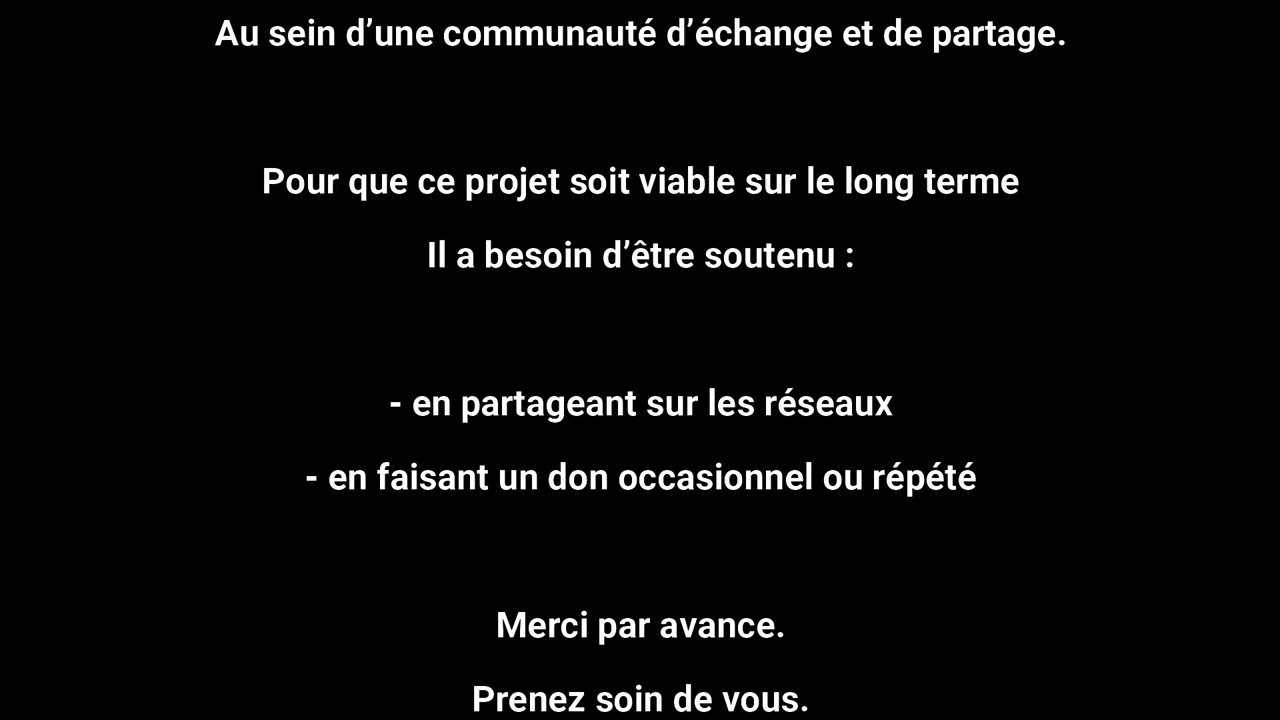 Au sein d’une communauté d’échange et de partage.
Pour que ce projet soit viable sur le long terme
Il a besoin d’être soutenu :
- en partageant sur les réseaux
- en faisant un don occasionnel ou répété
Merci par avance.
Prenez soin de vous.